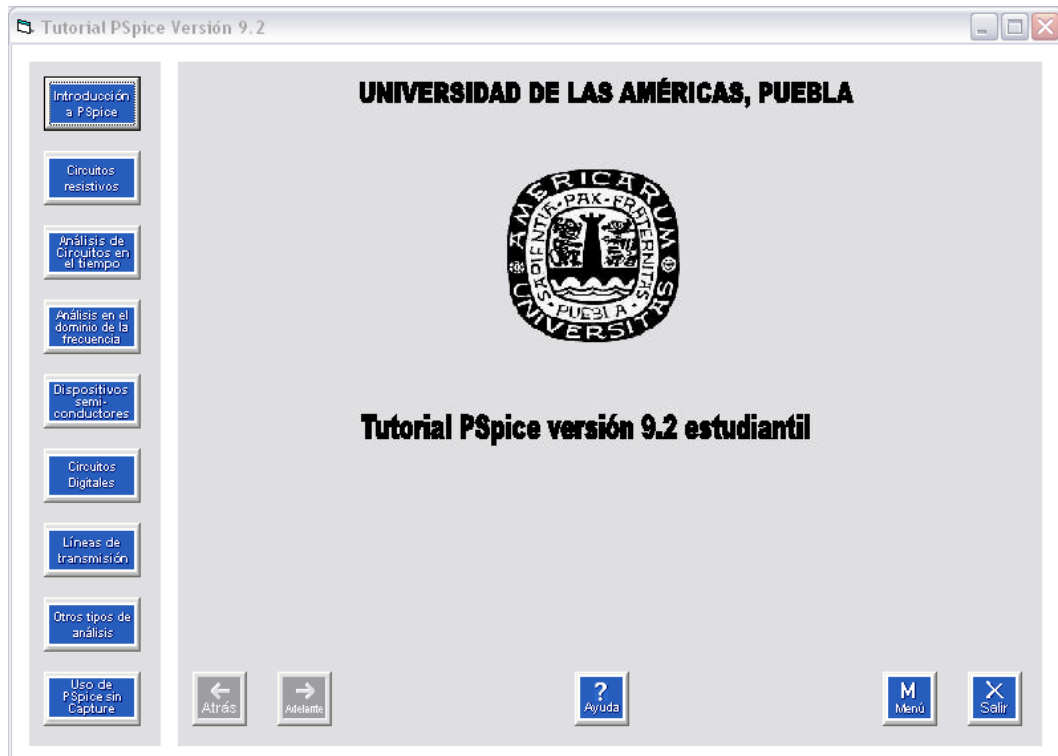 Tutorial PSpice Versión 9.2
Introducción
a PSpice
Circuitos
resistivos
Análisis de
Circuitos en
el tiempo
Análisis en el
dominio de la
frecuencia
Dispositivos
semi-
conductores
Circuitos
Digitales
Líneas de
transmisión
Otros tipos de
análisis
Uso de
PSpice sin
Capture
UNIVERSIDAD DE LAS AMÉRICAS, PUEBLA
AMERICARUM UNIVERSITAS
SAPIENTIA·PAX·FRATERNITAS
·PUEBLA·
Tutorial PSpice versión 9.2 estudiantil
Atrás
Adelante
?
Ayuda
M
Menú
Salir